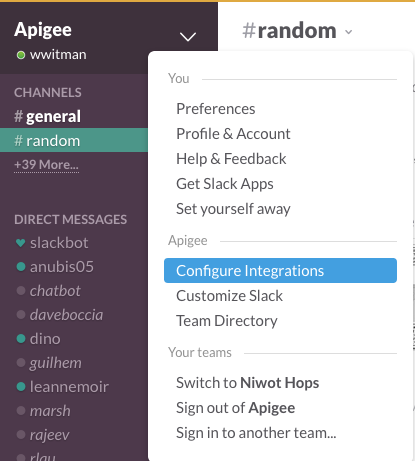 Apigee
wwitman
CHANNELS
# general
# random
+39 More...
DIRECT MESSAGES
slackbot
anubis05
chatbot
daveboccia
dino
guilhem
leannemoir
marsh
rajeev
rlau
#random
You
Preferences
Profile & Account
Help & Feedback
Get Slack Apps
Set yourself away
Apigee
Configure Integrations
Customize Slack
Team Directory
Your teams
Switch to Niwot Hops
Sign out of Apigee
Sign in to another team...